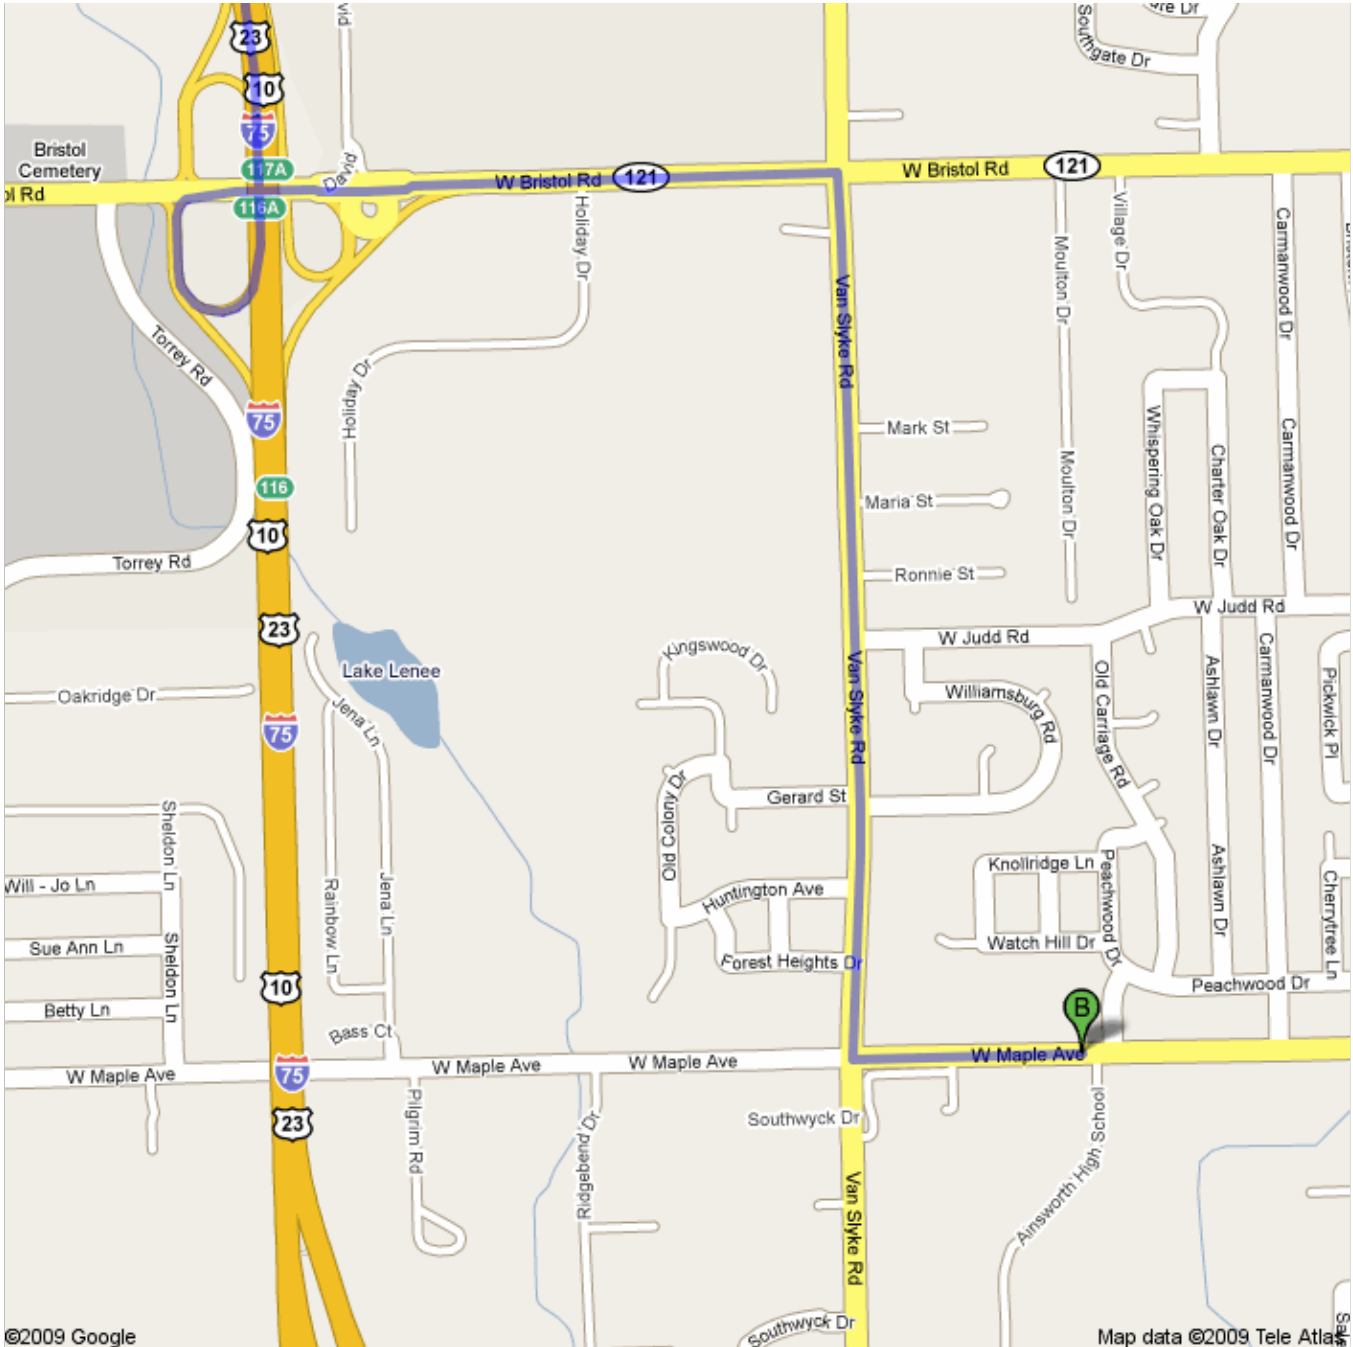 23
vid
Southgate Dr
re Dr
10
75
Bristol
Cemetery
117A
David
ol Rd
116A
W Bristol Rd
121
W Bristol Rd
121
Holiday Dr
Moulton Dr
Village Dr
Carmanwood Dr
Torrey Rd
Holiday Dr
Van Slyke Rd
75
Mark St
Whispering Oak Dr
Charter Oak Dr
Carmanwood Dr
116
Maria St
Moulton Dr
10
Torrey Rd
Ronnie St
W Judd Rd
23
W Judd Rd
Lake Lenee
Kingswood Dr
Van Slyke Rd
Oakridge Dr
Jena Ln
Williamsburg Rd
Old Carriage Rd
Ashlawn Dr
Carmanwood Dr
Pickwick Pl
75
Gerard St
Old Colony Dr
Sheldon Ln
Will - Jo Ln
Rainbow Ln
Jena Ln
Huntington Ave
Knollridge Ln
Peachwood Dr
Ashlawn Dr
Cherrytree Ln
Sue Ann Ln
Sheldon Ln
Forest Heights Dr
Watch Hill Dr
10
Peachwood Dr
Betty Ln
Bass Ct
B
W Maple Ave
75
W Maple Ave
W Maple Ave
W Maple Ave
23
Pilgrim Rd
Ridgebend Dr
Southwyck Dr
Ainsworth High School
Van Slyke Rd
Southwyck Dr
©2009 Google
Map data ©2009 Tele Atlas